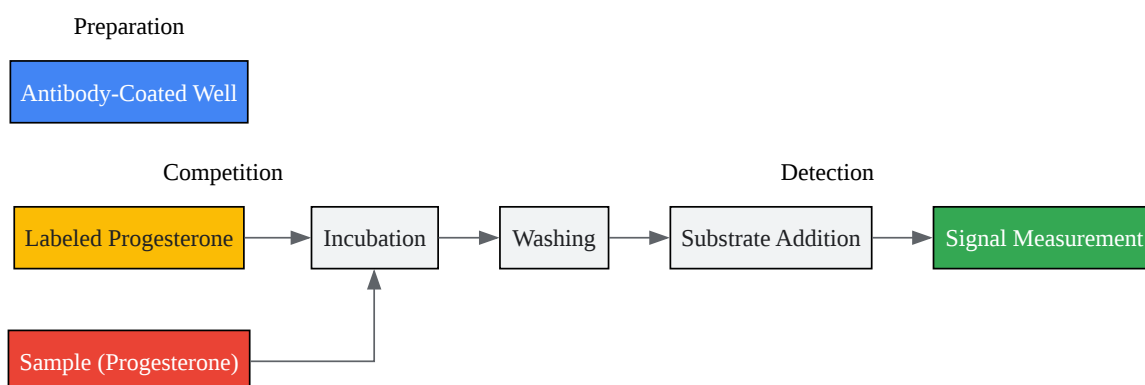 Preparation
Antibody-Coated Well
Competition
Detection
Labeled Progesterone
Incubation
Washing
Substrate Addition
Signal Measurement
Sample (Progesterone)